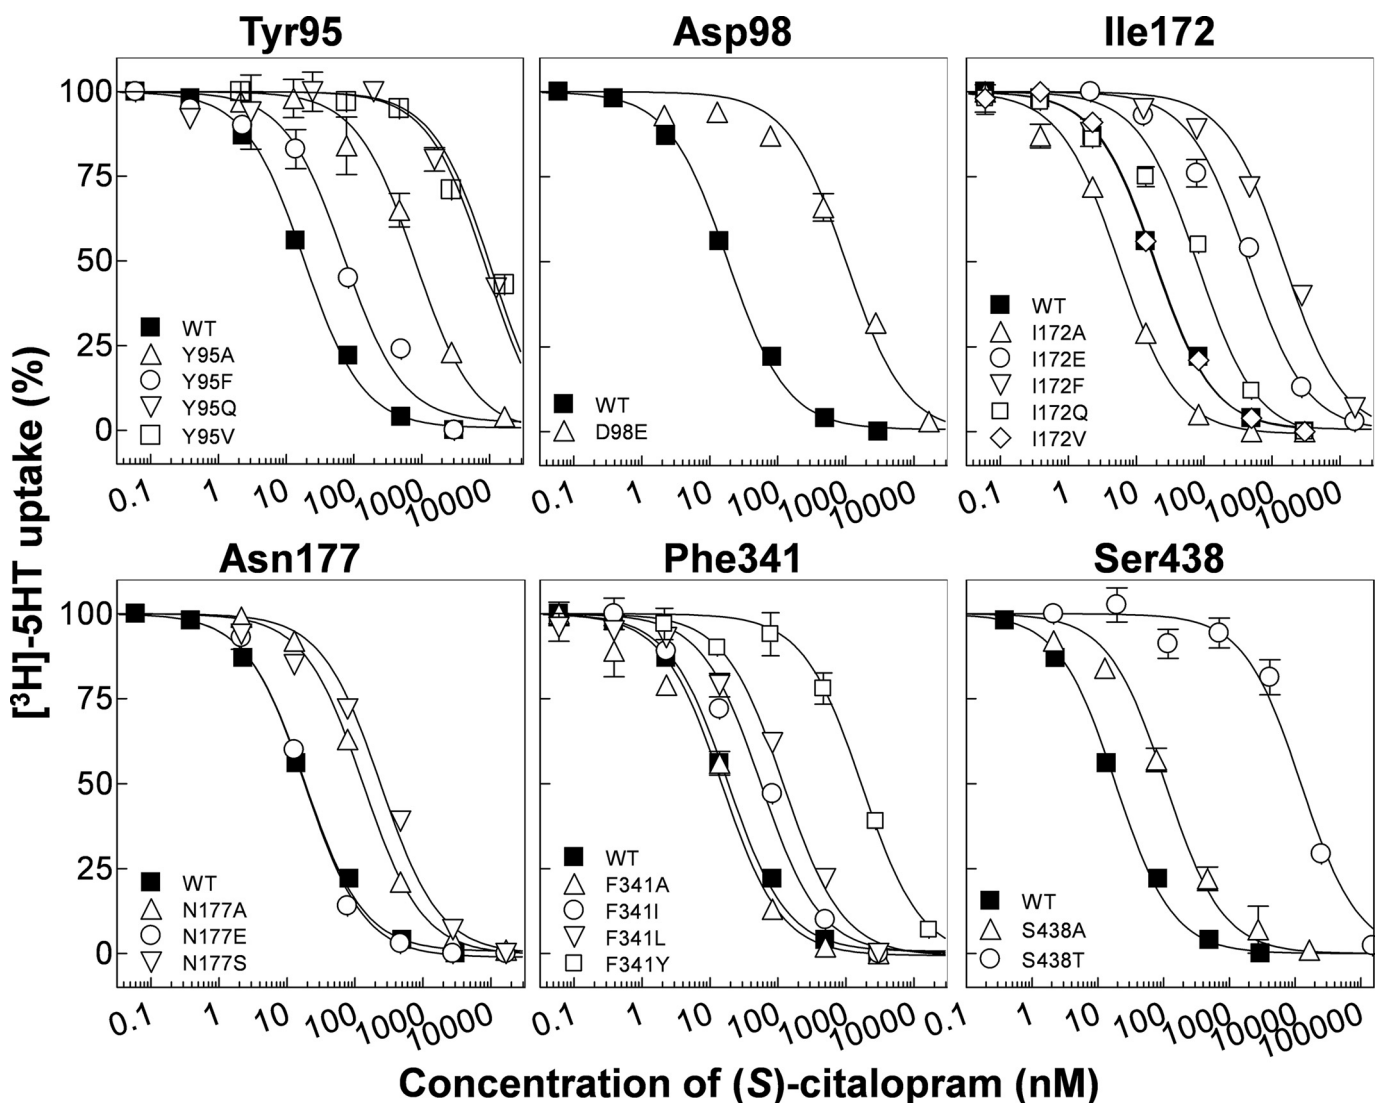 Tyr95
Asp98
Ile172
100
75
50
25
0
WT
Y95A
Y95F
Y95Q
Y95V
WT
D98E
WT
I172A
I172E
I172F
I172Q
I172V
0.1 1 10 100 1000 10000
0.1 1 10 100 1000 10000
0.1 1 10 100 1000 10000
[³H]-5HT uptake (%)
Asn177
Phe341
Ser438
100
75
50
25
0
WT
N177A
N177E
N177S
WT
F341A
F341I
F341L
F341Y
WT
S438A
S438T
0.1 1 10 100 1000 10000
0.1 1 10 100 1000 10000
0.1 1 10 100 1000 10000 100000
Concentration of (S)-citalopram (nM)